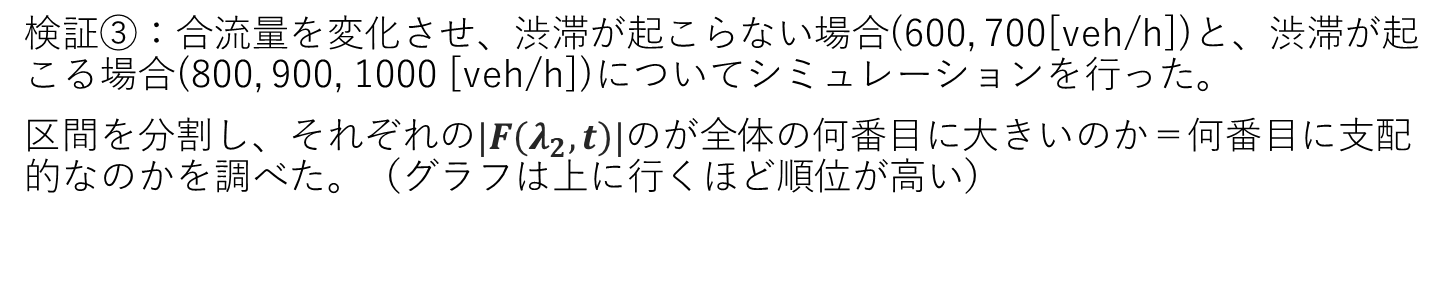 検証③：合流量を変化させ、渋滞が起こらない場合(600, 700[veh/h])と、渋滞が起
こる場合(800, 900, 1000 [veh/h])についてシミュレーションを行った。
区間を分割し、それぞれの|F(λ₂, t)|のが全体の何番目に大きいのか＝何番目に支配
的なのかを調べた。（グラフは上に行くほど順位が高い）